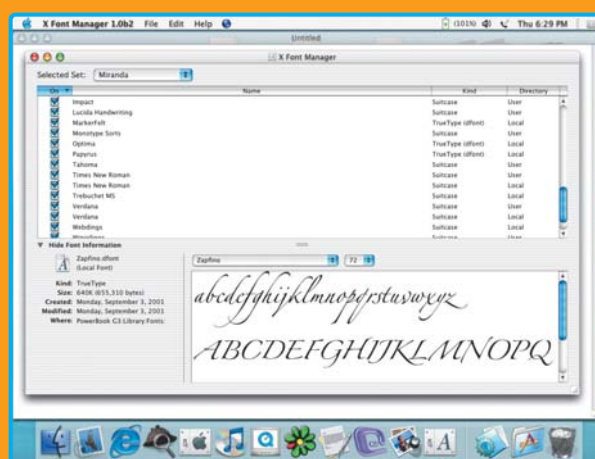 X Font Manager 1.0b2 File Edit Help (101%) Thu 6:29 PM
Untitled
X Font Manager
Selected Set: Miranda
On Name Kind Directory
Impact Suitcase User
Lucida Handwriting Suitcase User
MarkerFelt TrueType (dfont) Local
Monotype Sorts Suitcase User
Optima TrueType (dfont) Local
Papyrus TrueType (dfont) Local
Tahoma Suitcase User
Times New Roman Suitcase User
Times New Roman Suitcase Local
Trebuchet MS Suitcase Local
Verdana Suitcase User
Verdana Suitcase Local
Webdings Suitcase Local
Hide Font Information
Zapfino.dfont
(Local Font)
Kind: TrueType
Size: 640K (655,310 bytes)
Created: Monday, September 3, 2001
Modified: Monday, September 3, 2001
Where: PowerBook G3:Library:Fonts:
Zapfino 72
abcdefghijklmnopqrstuvwxyz
ABCDEFGHIJKLMNOPQ